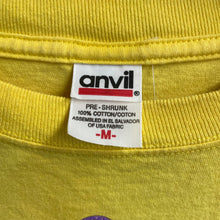 anvil®
PRE-SHRUNK
100% COTTON/COTON
ASSEMBLED IN EL SALVADOR
OF USA FABRIC
-M-